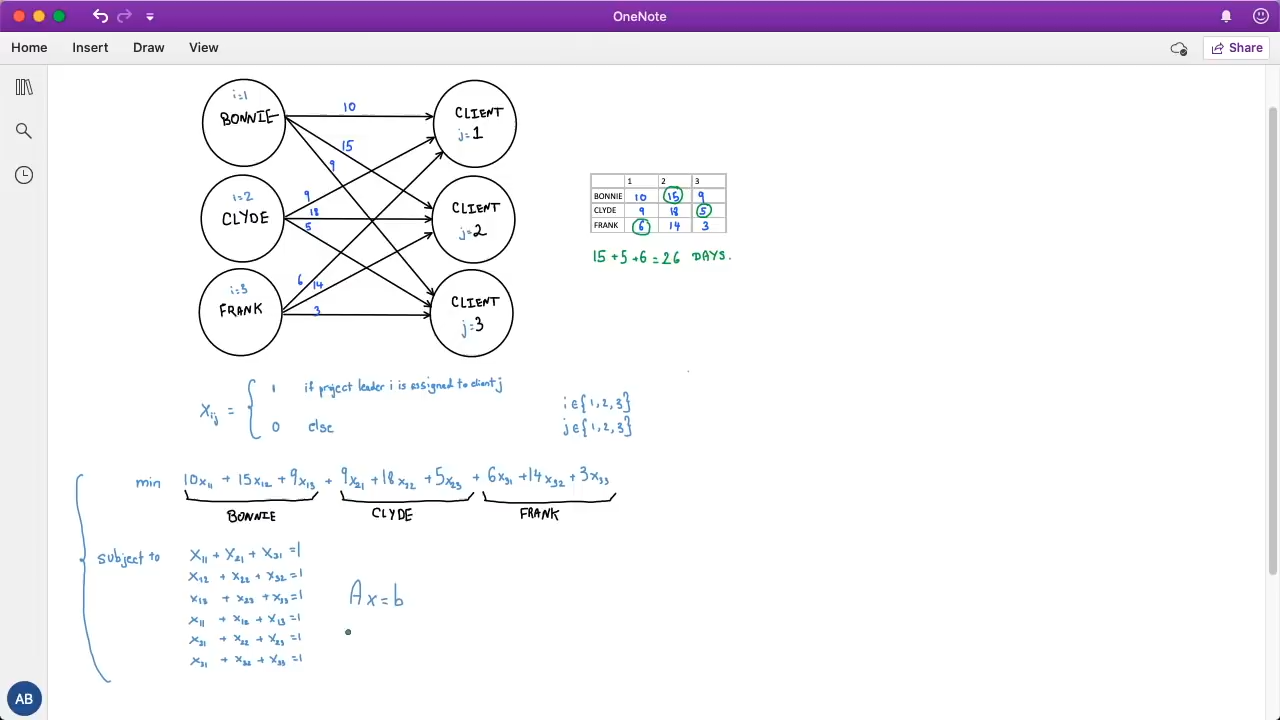 OneNote
Home Insert Draw View
Share
i=1
BONNIE
10
CLIENT
j=1
15
9
i=2
CLYDE
9
18
5
CLIENT
j=2
i=3
FRANK
6 14
3
CLIENT
j=3
1 2 3
BONNIE 10 15 9
CLYDE 9 18 5
FRANK 6 14 3
15 + 5 + 6 = 26 DAYS.
1 if project leader i is assigned to client j
xij =
0 else
i ∈ {1, 2, 3}
j ∈ {1, 2, 3}
min 10x11 + 15x12 + 9x13 + 9x21 + 18x22 + 5x23 + 6x31 + 14x32 + 3x33
BONNIE CLYDE FRANK
subject to x11 + x21 + x31 = 1
x12 + x22 + x32 = 1
x13 + x23 + x33 = 1
Ax = b
x11 + x12 + x13 = 1
x21 + x22 + x23 = 1
x31 + x32 + x33 = 1
AB